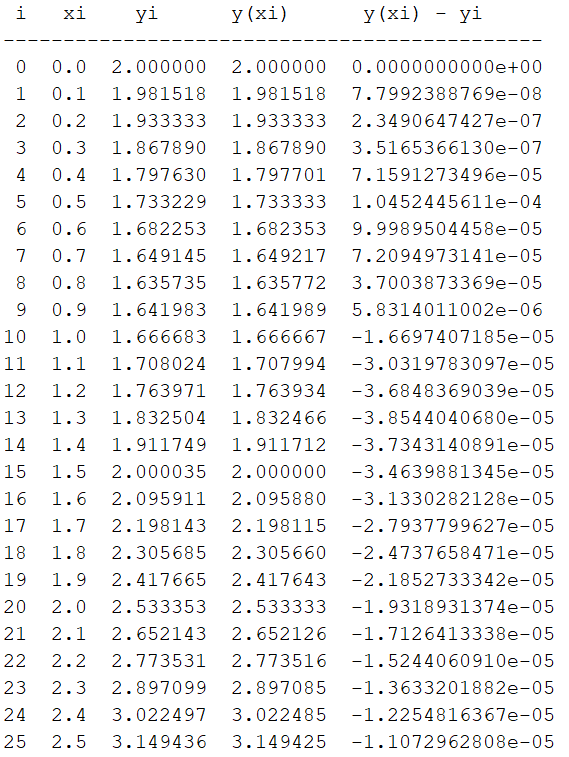 i xi yi y(xi) y(xi) - yi
------------------------------------------------
0 0.0 2.000000 2.000000 0.0000000000e+00
1 0.1 1.981518 1.981518 7.7992388769e-08
2 0.2 1.933333 1.933333 2.3490647427e-07
3 0.3 1.867890 1.867890 3.5165366130e-07
4 0.4 1.797630 1.797701 7.1591273496e-05
5 0.5 1.733229 1.733333 1.0452445611e-04
6 0.6 1.682253 1.682353 9.9989504458e-05
7 0.7 1.649145 1.649217 7.2094973141e-05
8 0.8 1.635735 1.635772 3.7003873369e-05
9 0.9 1.641983 1.641989 5.8314011002e-06
10 1.0 1.666683 1.666667 -1.6697407185e-05
11 1.1 1.708024 1.707994 -3.0319783097e-05
12 1.2 1.763971 1.763934 -3.6848369039e-05
13 1.3 1.832504 1.832466 -3.8544040680e-05
14 1.4 1.911749 1.911712 -3.7343140891e-05
15 1.5 2.000035 2.000000 -3.4639881345e-05
16 1.6 2.095911 2.095880 -3.1330282128e-05
17 1.7 2.198143 2.198115 -2.7937799627e-05
18 1.8 2.305685 2.305660 -2.4737658471e-05
19 1.9 2.417665 2.417643 -2.1852733342e-05
20 2.0 2.533353 2.533333 -1.9318931374e-05
21 2.1 2.652143 2.652126 -1.7126413338e-05
22 2.2 2.773531 2.773516 -1.5244060910e-05
23 2.3 2.897099 2.897085 -1.3633201882e-05
24 2.4 3.022497 3.022485 -1.2254816367e-05
25 2.5 3.149436 3.149425 -1.1072962808e-05